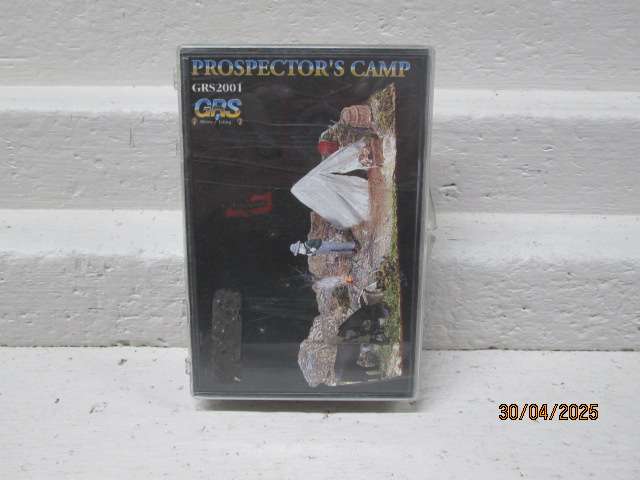 PROSPECTOR'S CAMP
GRS2001
GRS
30/04/2025